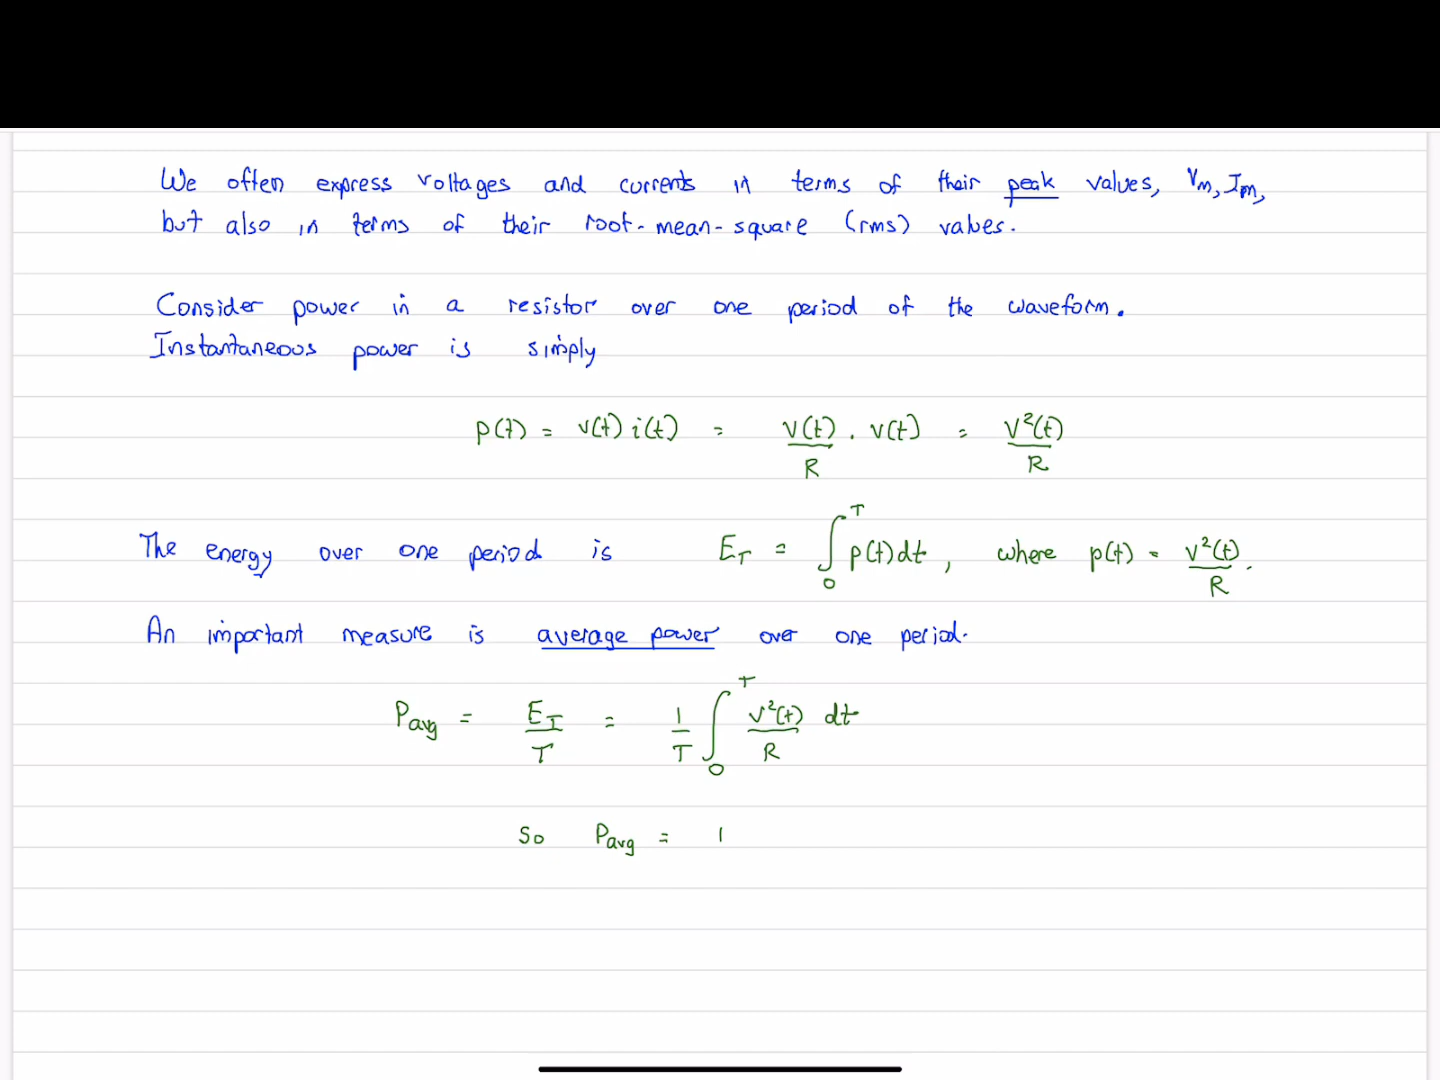 We often express voltages and currents in terms of their peak values, Vm, Im,
but also in terms of their root-mean-square (rms) values.
Consider power in a resistor over one period of the waveform.
Instantaneous power is simply
p(t) = v(t) i(t) = v(t)/R . v(t) = v²(t)/R
The energy over one period is E_T = ∫₀ᵀ p(t) dt, where p(t) = v²(t)/R.
An important measure is average power over one period.
P_avg = E_T/T = 1/T ∫₀ᵀ v²(t)/R dt
So P_avg = 1